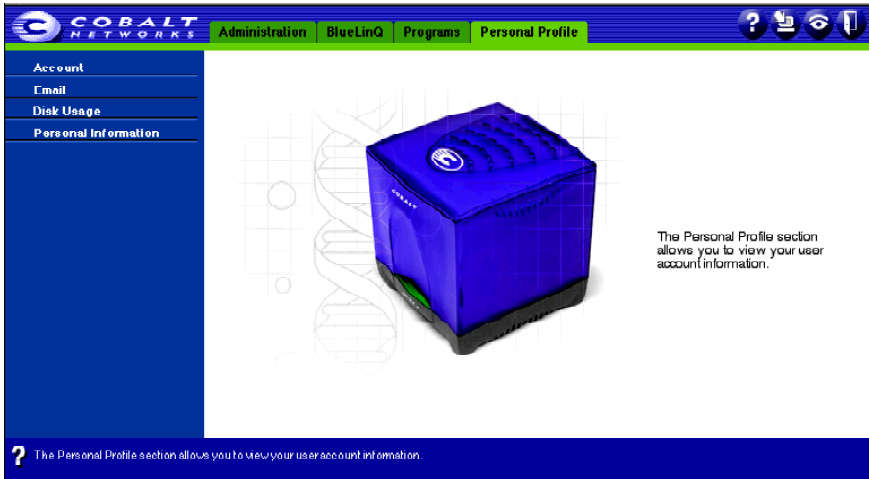 COBALT
NETWORKS
Administration
BlueLinQ
Programs
Personal Profile
?
Account
Email
Disk Usage
Personal Information
COBALT
The Personal Profile section
allows you to view your user
account information.
? The Personal Profile section allows you to view your user account information.